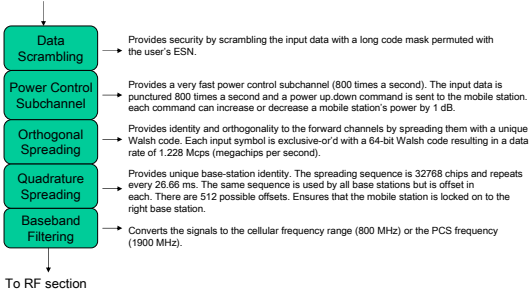 Data
Scrambling
Provides security by scrambling the input data with a long code mask permuted with
the user's ESN.
Power Control
Subchannel
Provides a very fast power control subchannel (800 times a second). The input data is
punctured 800 times a second and a power up.down command is sent to the mobile station.
each command can increase or decrease a mobile station's power by 1 dB.
Orthogonal
Spreading
Provides identity and orthogonality to the forward channels by spreading them with a unique
Walsh code. Each input symbol is exclusive-or'd with a 64-bit Walsh code resulting in a data
rate of 1.228 Mcps (megachips per second).
Quadrature
Spreading
Provides unique base-station identity. The spreading sequence is 32768 chips and repeats
every 26.66 ms. The same sequence is used by all base stations but is offset in
each. There are 512 possible offsets. Ensures that the mobile station is locked on to the
right base station.
Baseband
Filtering
Converts the signals to the cellular frequency range (800 MHz) or the PCS frequency
(1900 MHz).
To RF section